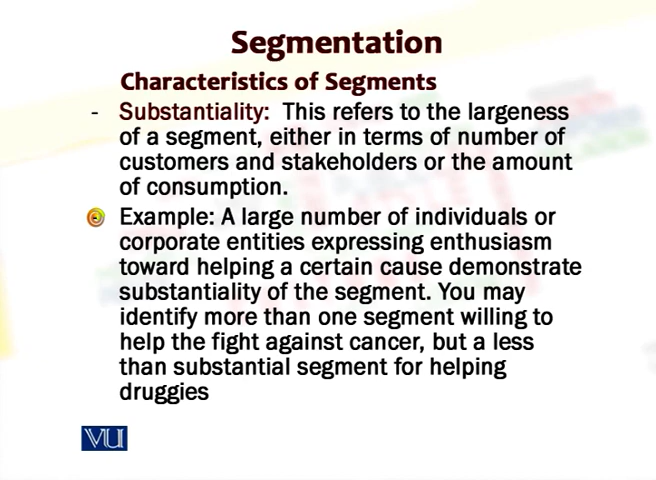 Segmentation
Characteristics of Segments
- Substantiality: This refers to the largeness
of a segment, either in terms of number of
customers and stakeholders or the amount
of consumption.
Example: A large number of individuals or
corporate entities expressing enthusiasm
toward helping a certain cause demonstrate
substantiality of the segment. You may
identify more than one segment willing to
help the fight against cancer, but a less
than substantial segment for helping
druggies
VU